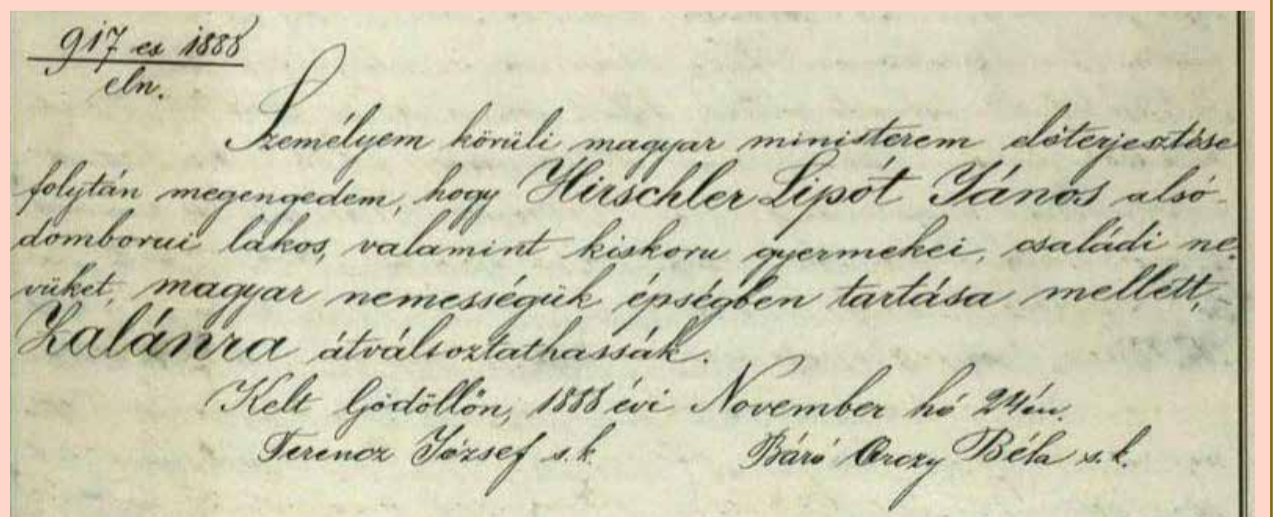 917 es 1888
eln.
Személyem körüli magyar ministerem előterjesztése
folytán megengedem, hogy Hirschler Lipót János alsó-
domborui lakos, valamint kiskoru gyermekei, családi ne-
vüket, magyar nemességük épségben tartása mellett,
Zalánra átváltoztathassák.
Kelt Gödöllőn, 1888 évi November hó 24én.
Ferencz József s.k. Báró Orczy Béla s.k.